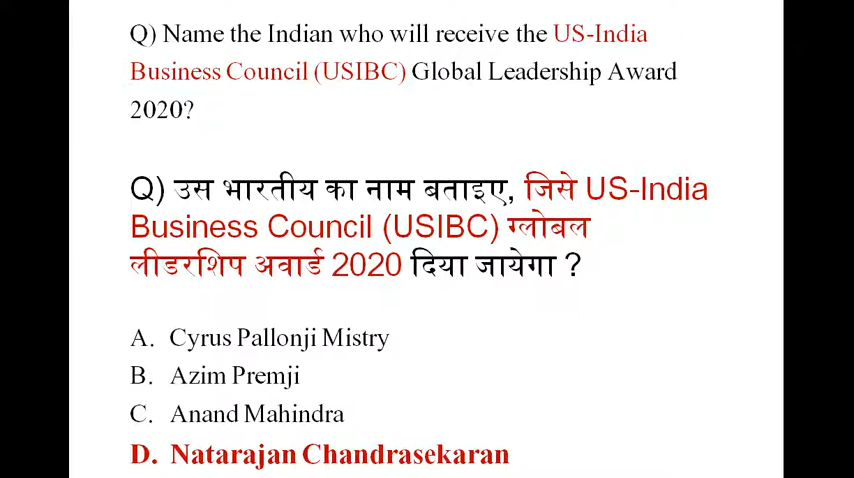 Q) Name the Indian who will receive the US-India
Business Council (USIBC) Global Leadership Award
2020?
Q) उस भारतीय का नाम बताइए, जिसे US-India
Business Council (USIBC) ग्लोबल
लीडरशिप अवार्ड 2020 दिया जायेगा ?
A. Cyrus Pallonji Mistry
B. Azim Premji
C. Anand Mahindra
D. Natarajan Chandrasekaran